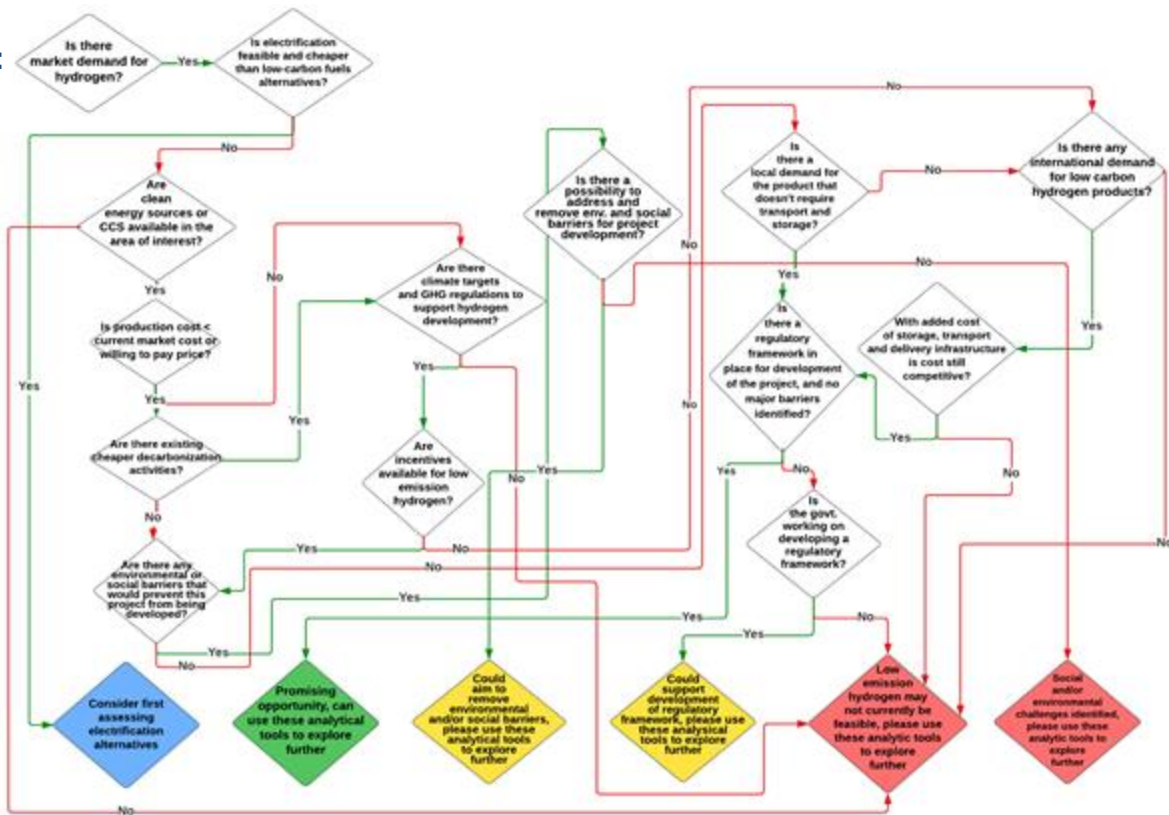 :
Is there
market demand for
hydrogen?
Yes
Is electrification
feasible and cheaper
than low-carbon fuels
alternatives?
No
Yes
Are
clean
energy sources or
CCS available in the
area of interest?
Yes
No
Is production cost <
current market cost or
willing to pay price?
Yes
No
Are there existing
cheaper decarbonization
activities?
Yes
No
Are there any
environmental or
social barriers that
would prevent this
project from being
developed?
Yes
No
Are there
climate targets
and GHG regulations to
support hydrogen
development?
Yes
No
Are
incentives
available for low
emission
hydrogen?
Yes
No
Is there a
possibility to
address and
remove env. and social
barriers for project
development?
Yes
No
Is
there a
local demand for
the product that
doesn't require
transport and
storage?
No
Yes
Is there any
international demand
for low carbon
hydrogen products?
Yes
No
With added cost
of storage, transport
and delivery infrastructure
is cost still
competitive?
Yes
No
Is
there a
regulatory
framework in
place for development
of the project, and no
major barriers
identified?
Yes
No
Is
the govt.
working on
developing a
regulatory
framework?
Yes
No
No
No
No
Yes
No
Yes
Consider first
assessing
electrification
alternatives
Promising
opportunity, can
use these analytical
tools to explore
further
Could
aim to
remove
environmental
and/or social barriers,
please use these
analytical tools
to explore
further
Could
support
development
of regulatory
framework, please use
these analysical
tools to explore
further
Low
emission
hydrogen may
not currently be
feasible, please use
these analytic tools
to explore
further
Social
and/or
environmental
challenges identified,
please use these
analytic tools to
explore
further